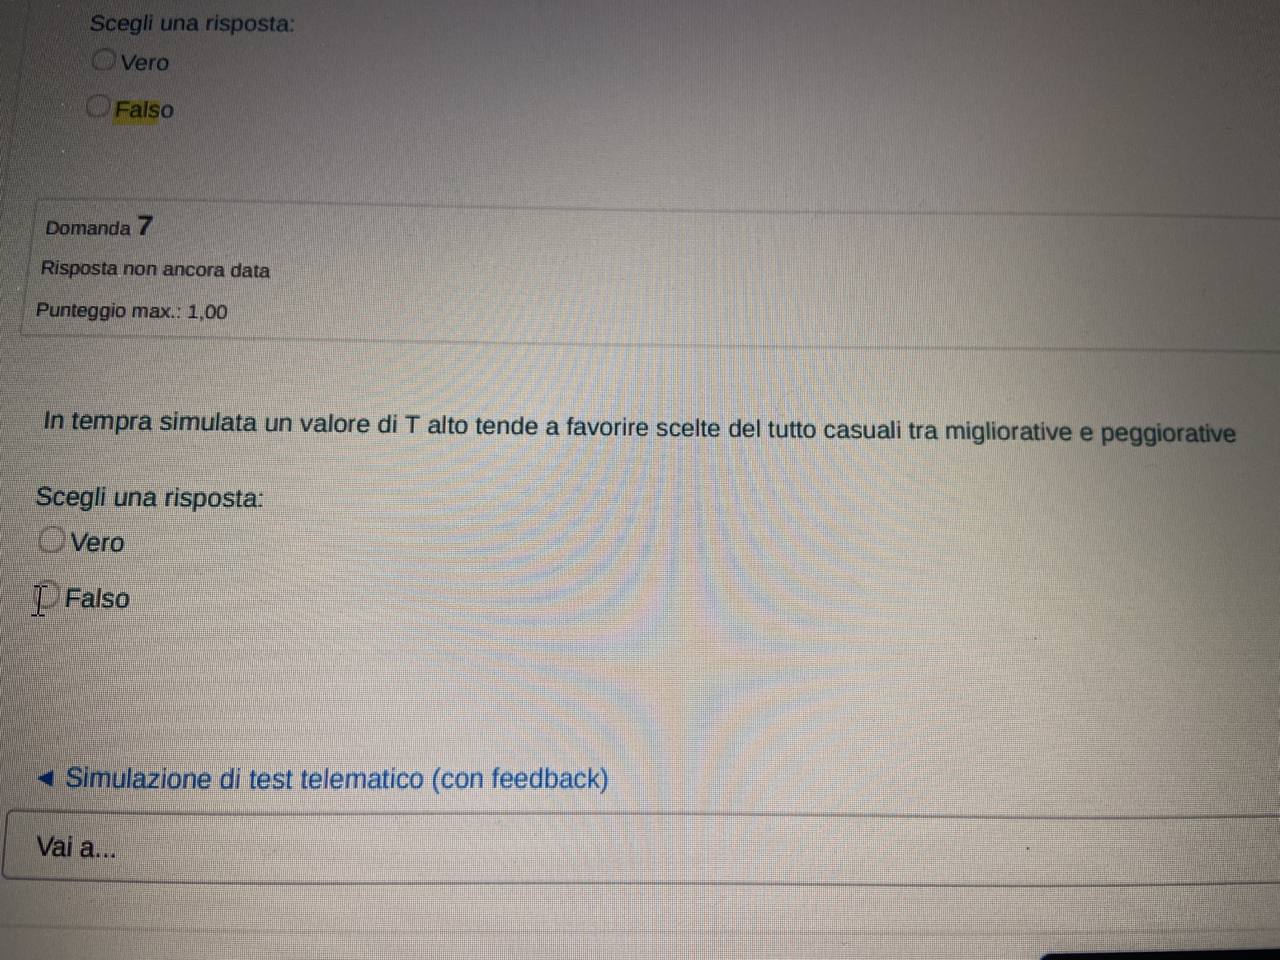 Scegli una risposta:
Vero
Falso
Domanda 7
Risposta non ancora data
Punteggio max.: 1,00
In tempra simulata un valore di T alto tende a favorire scelte del tutto casuali tra migliorative e peggiorative
Scegli una risposta:
Vero
Falso
◄ Simulazione di test telematico (con feedback)
Vai a...